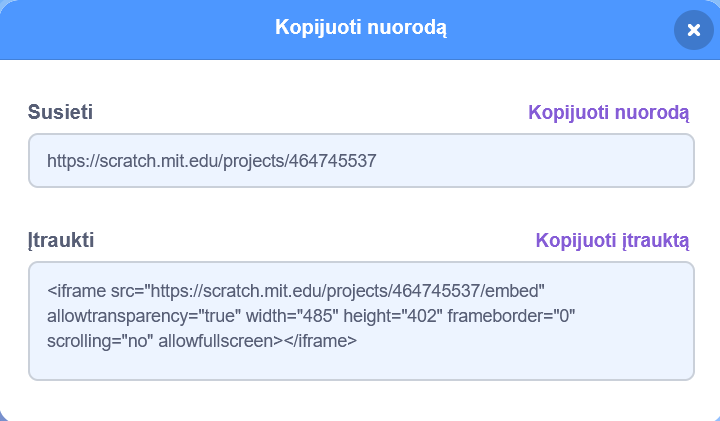 Kopijuoti nuorodą
Susieti
Kopijuoti nuorodą
https://scratch.mit.edu/projects/464745537
Įtraukti
Kopijuoti įtrauktą
<iframe src="https://scratch.mit.edu/projects/464745537/embed"
allowtransparency="true" width="485" height="402" frameborder="0"
scrolling="no" allowfullscreen></iframe>